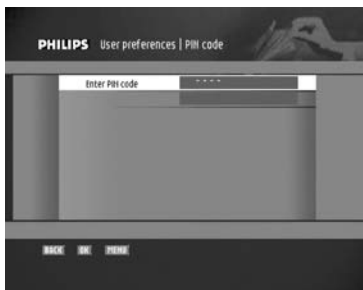 PHILIPS User preferences | PIN code
Enter PIN code - - - -
BACK OK MENU